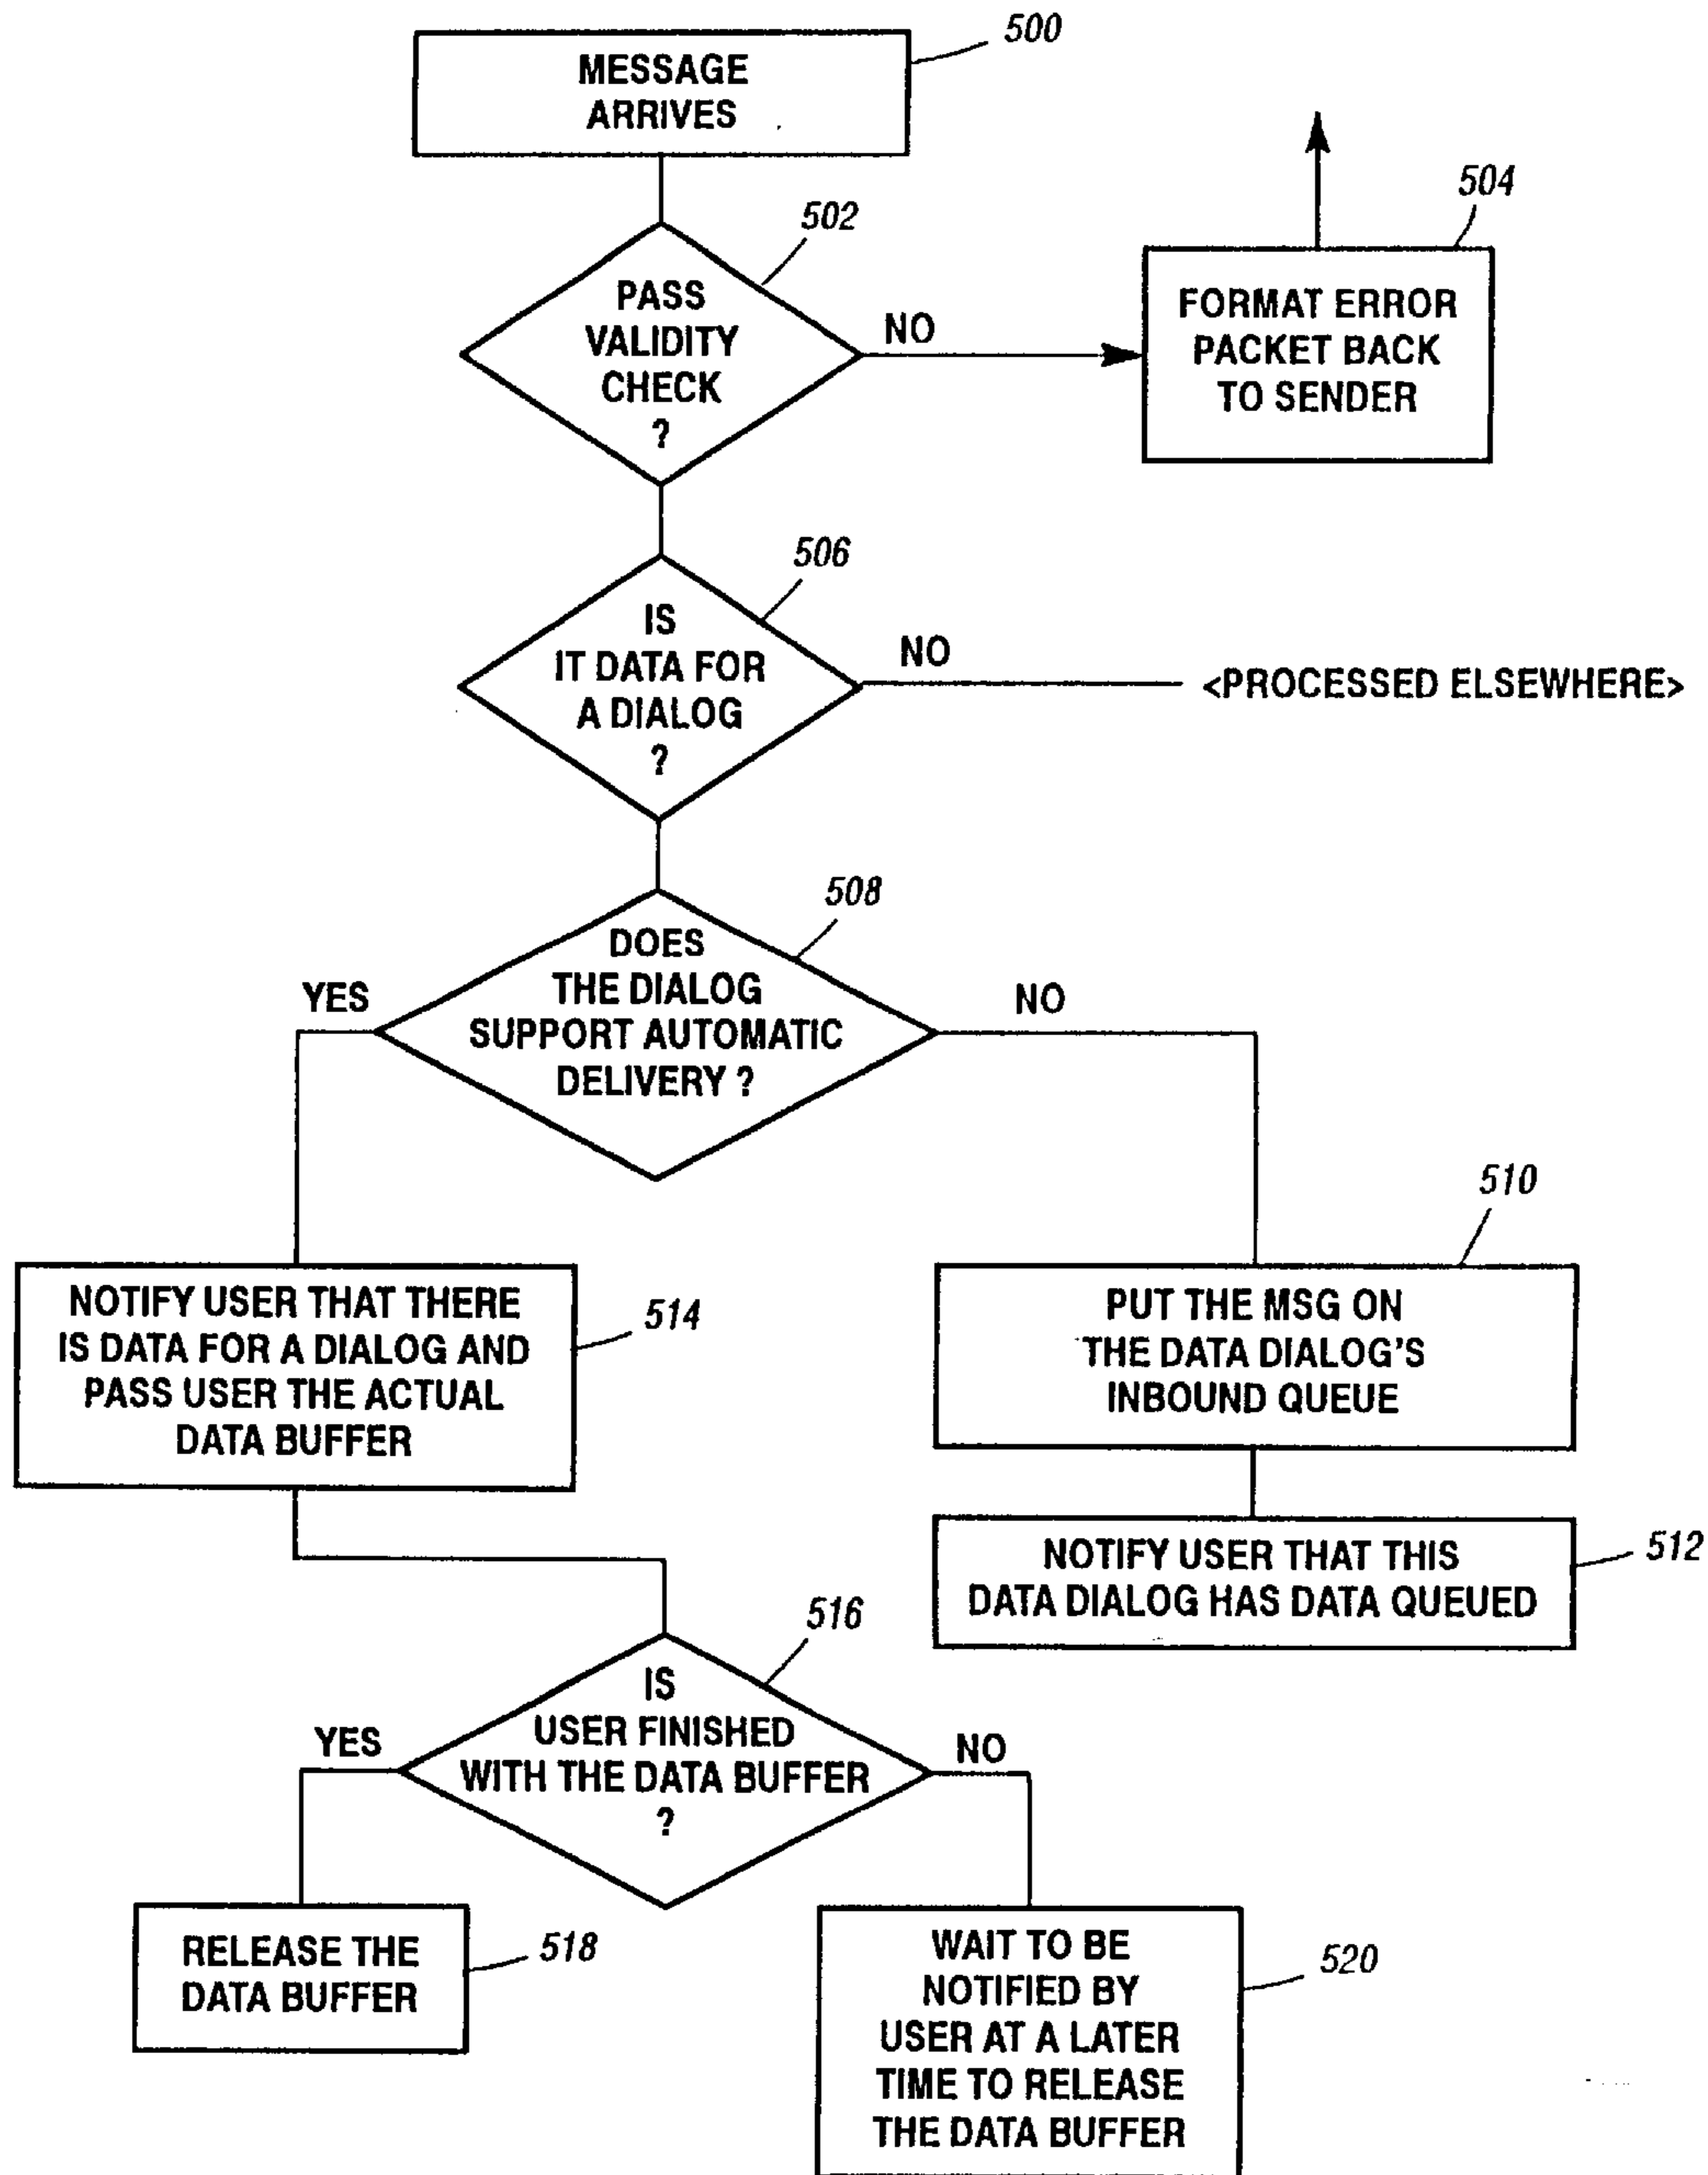 500
MESSAGE
ARRIVES
502
504
PASS
VALIDITY
CHECK
?
NO
FORMAT ERROR
PACKET BACK
TO SENDER
506
IS
IT DATA FOR
A DIALOG
?
NO
<PROCESSED ELSEWHERE>
508
DOES
THE DIALOG
SUPPORT AUTOMATIC
DELIVERY ?
YES
NO
510
NOTIFY USER THAT THERE
IS DATA FOR A DIALOG AND
PASS USER THE ACTUAL
DATA BUFFER
514
PUT THE MSG ON
THE DATA DIALOG'S
INBOUND QUEUE
NOTIFY USER THAT THIS
DATA DIALOG HAS DATA QUEUED
512
516
IS
USER FINISHED
WITH THE DATA BUFFER
?
YES
NO
RELEASE THE
DATA BUFFER
518
WAIT TO BE
NOTIFIED BY
USER AT A LATER
TIME TO RELEASE
THE DATA BUFFER
520